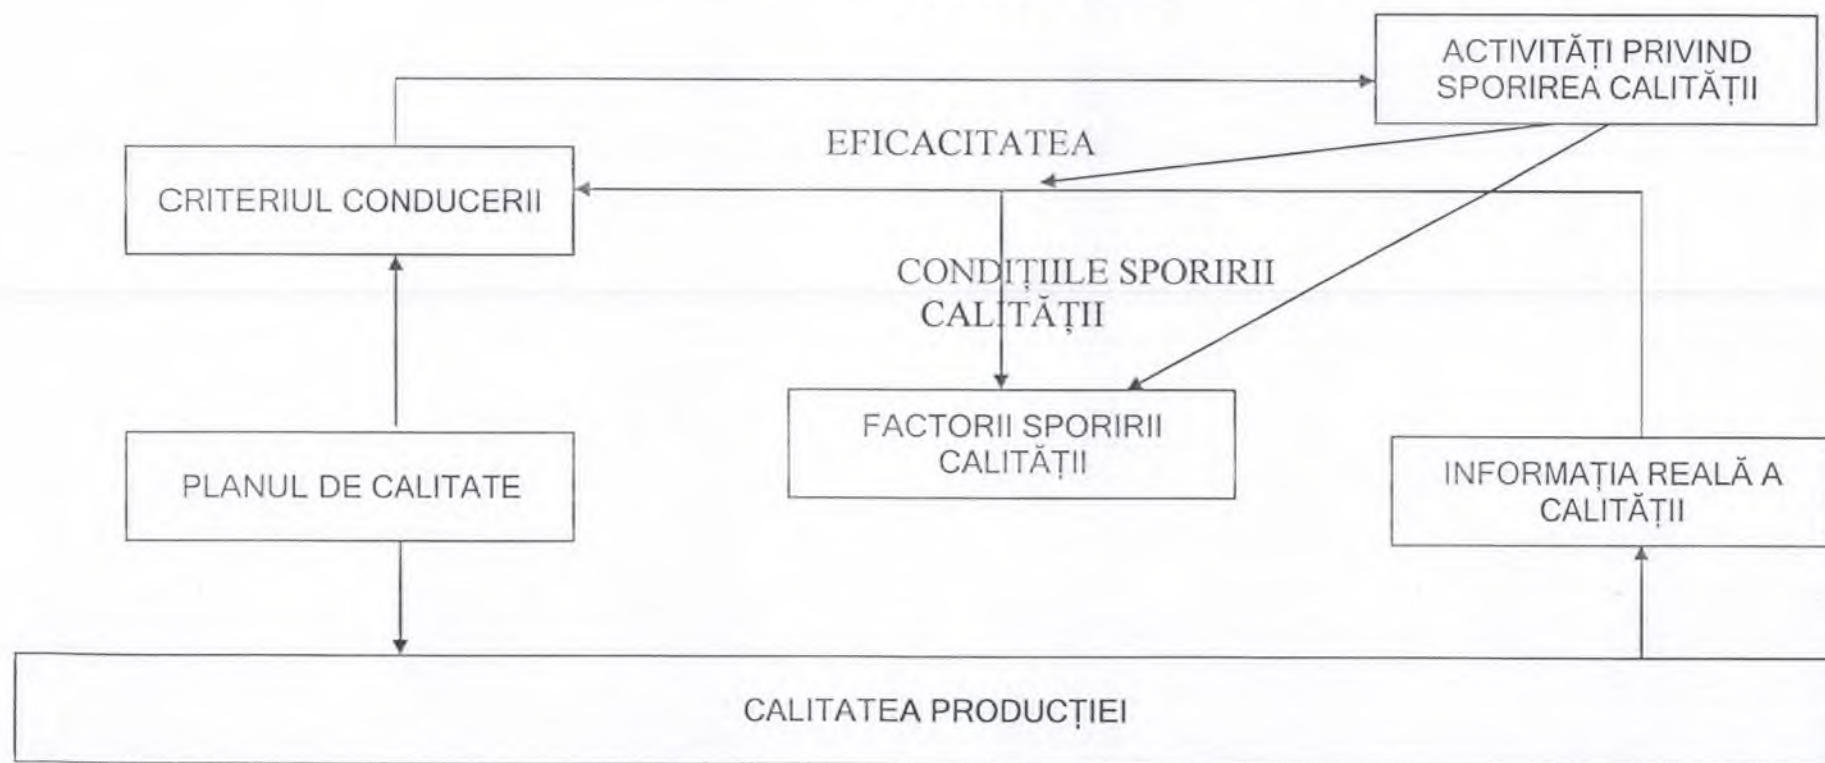 ACTIVITĂȚI PRIVIND
SPORIREA CALITĂȚII
EFICACITATEA
CRITERIUL CONDUCERII
CONDIȚIILE SPORIRII
CALITĂȚII
FACTORII SPORIRII
CALITĂȚII
PLANUL DE CALITATE
INFORMAȚIA REALĂ A
CALITĂȚII
CALITATEA PRODUCȚIEI